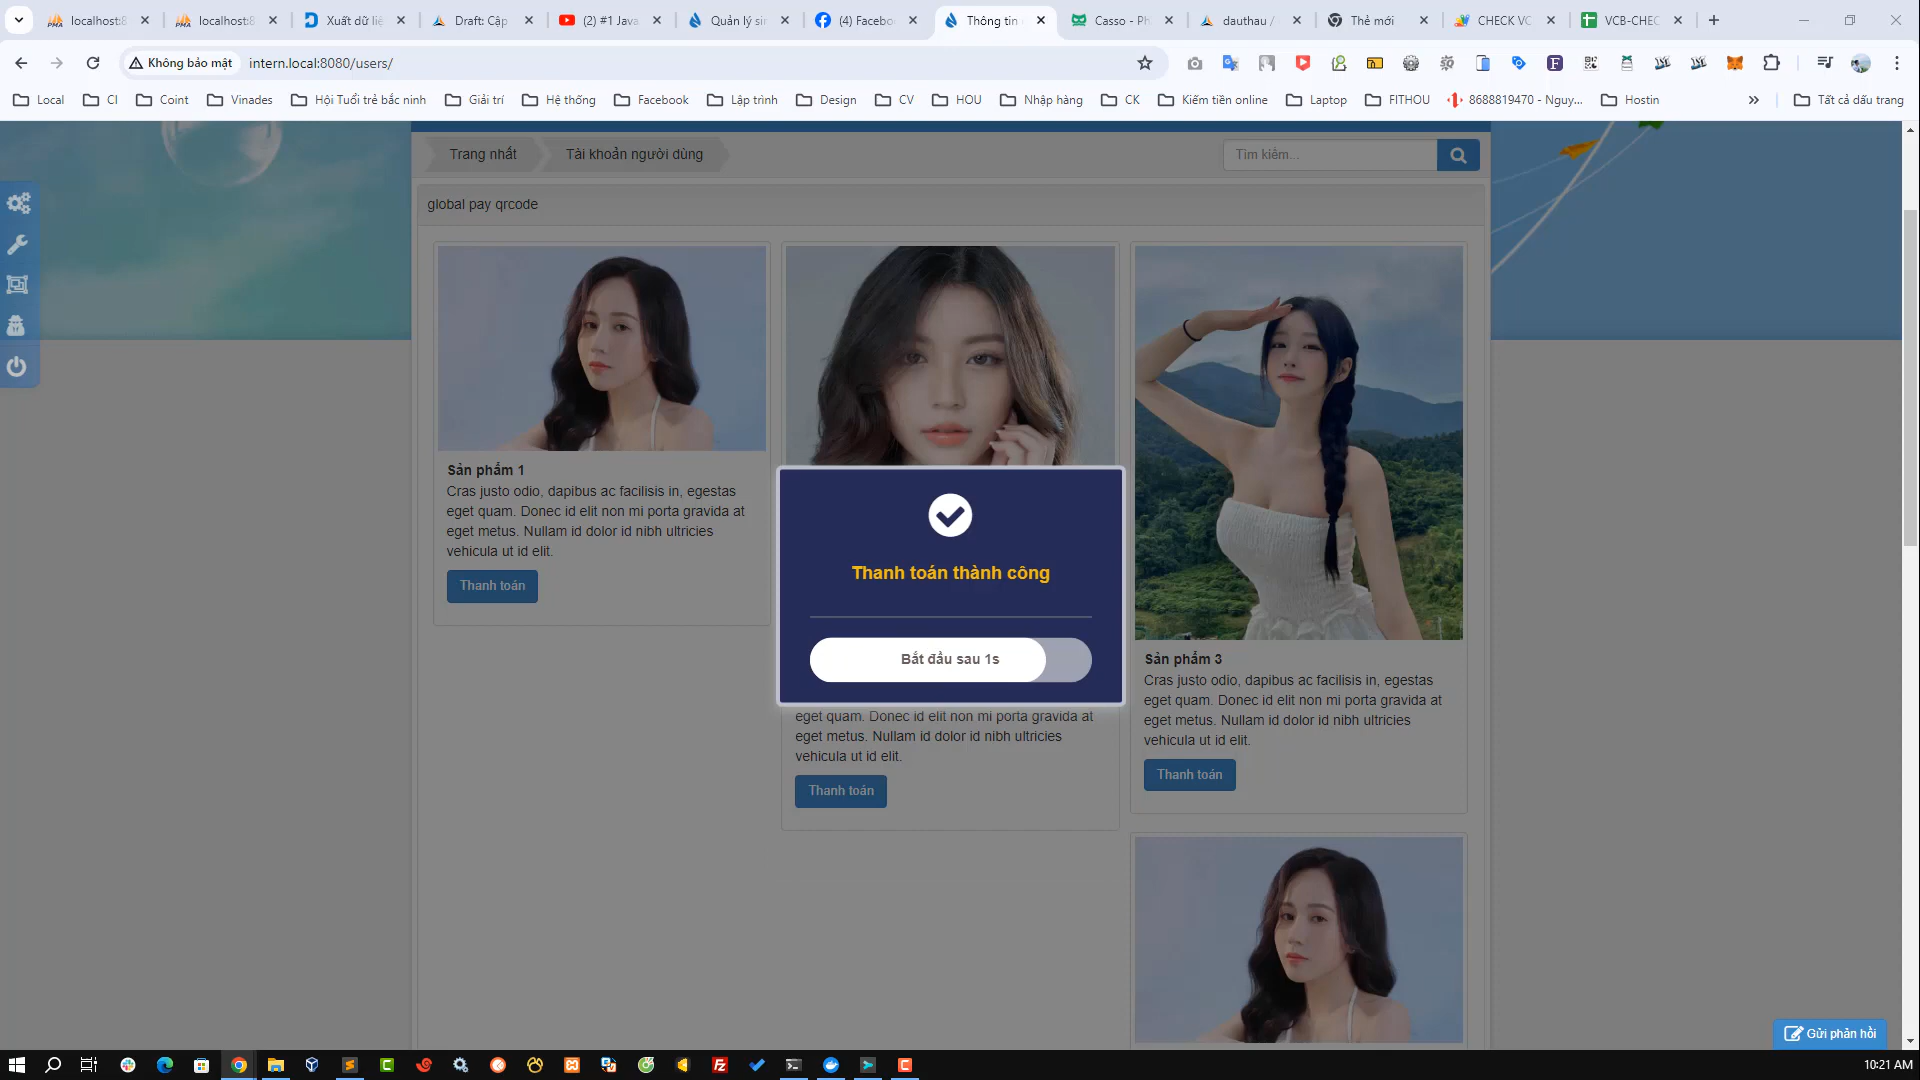 localhost:8
localhost:8
Xuất dữ liệ
Draft: Cập
(2) #1 Java
Quản lý sin
(4) Faceboo
Thông tin
Casso - Ph
dauthau /
Thẻ mới
CHECK VC
VCB-CHEC
Không bảo mật
intern.local:8080/users/
Local
CI
Coint
Vinades
Hội Tuổi trẻ bắc ninh
Giải trí
Hệ thống
Facebook
Lập trình
Design
CV
HOU
Nhập hàng
CK
Kiếm tiền online
Laptop
FITHOU
8688819470 - Nguy...
Hostin
Tất cả dấu trang
Trang nhất
Tài khoản người dùng
Tìm kiếm...
global pay qrcode
Sản phẩm 1
Cras justo odio, dapibus ac facilisis in, egestas
eget quam. Donec id elit non mi porta gravida at
eget metus. Nullam id dolor id nibh ultricies
vehicula ut id elit.
Thanh toán
Thanh toán thành công
Bắt đầu sau 1s
eget quam. Donec id elit non mi porta gravida at
eget metus. Nullam id dolor id nibh ultricies
vehicula ut id elit.
Thanh toán
Sản phẩm 3
Cras justo odio, dapibus ac facilisis in, egestas
eget quam. Donec id elit non mi porta gravida at
eget metus. Nullam id dolor id nibh ultricies
vehicula ut id elit.
Thanh toán
Gửi phản hồi
10:21 AM